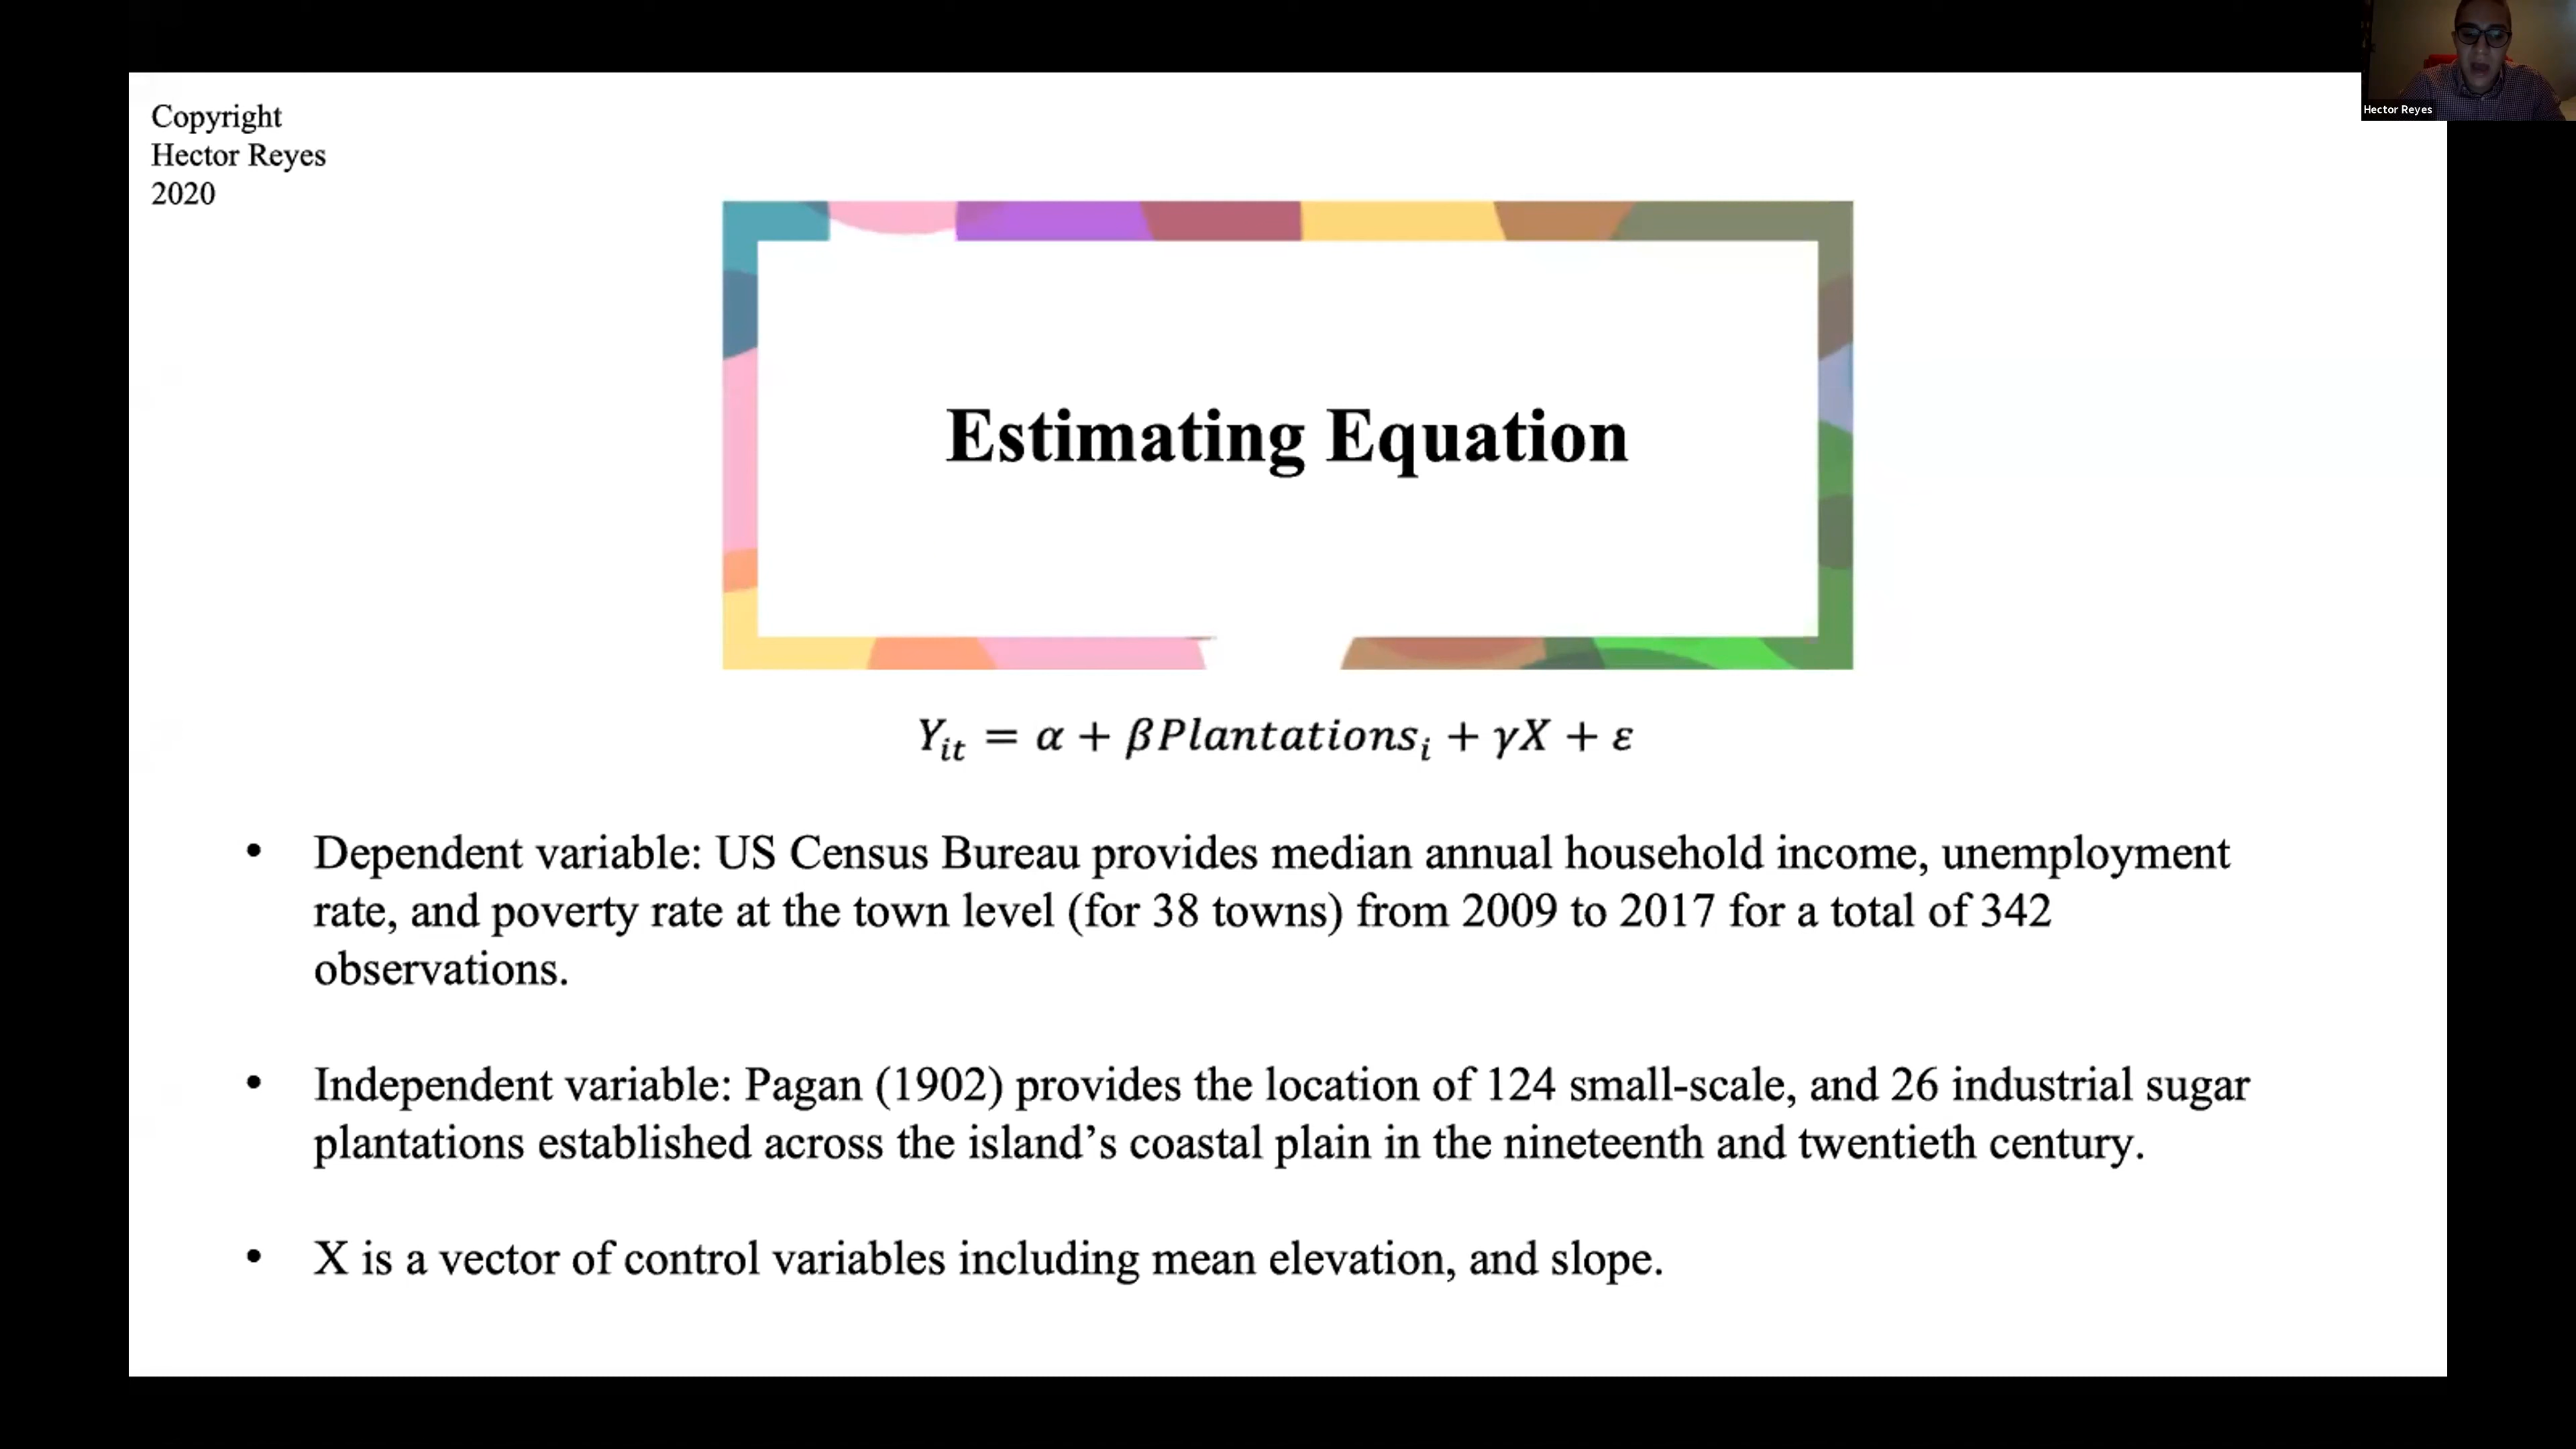 Copyright
Hector Reyes
2020
Hector Reyes
Estimating Equation
Y_it = α + βPlantations_i + γX + ε
• Dependent variable: US Census Bureau provides median annual household income, unemployment
rate, and poverty rate at the town level (for 38 towns) from 2009 to 2017 for a total of 342
observations.
• Independent variable: Pagan (1902) provides the location of 124 small-scale, and 26 industrial sugar
plantations established across the island’s coastal plain in the nineteenth and twentieth century.
• X is a vector of control variables including mean elevation, and slope.